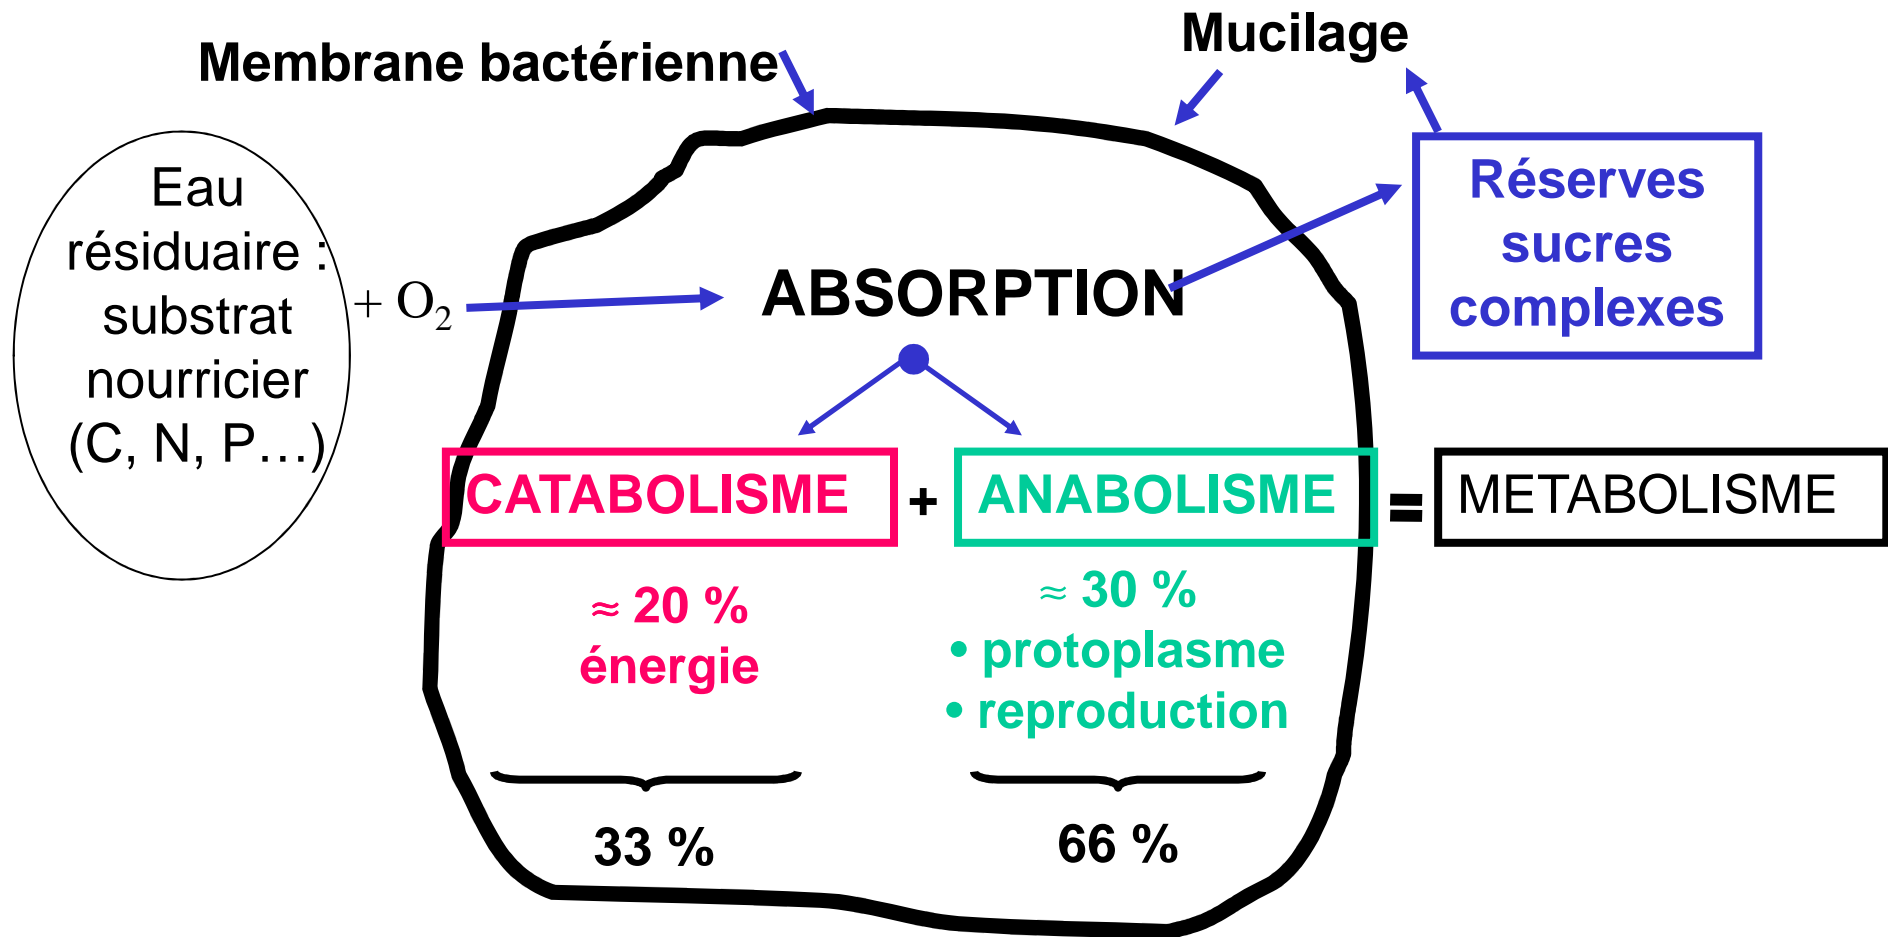 Membrane bactérienne
Mucilage
Eau
résiduaire :
substrat
nourricier
(C, N, P…)
+ O₂
ABSORPTION
Réserves
sucres
complexes
CATABOLISME + ANABOLISME = METABOLISME
≈ 20 %
énergie
≈ 30 %
• protoplasme
• reproduction
33 %
66 %